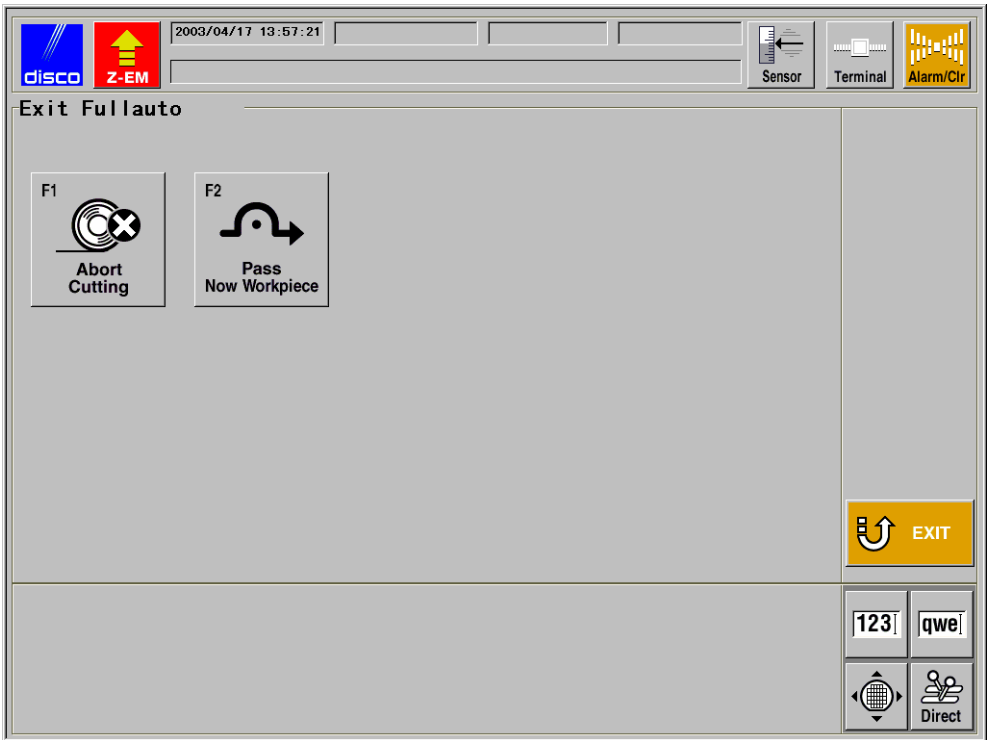 disco
Z-EM
2003/04/17 13:57:21
Sensor
Terminal
Alarm/Clr
Exit Fullauto
F1
Abort
Cutting
F2
Pass
Now Workpiece
EXIT
123
qwe
Direct